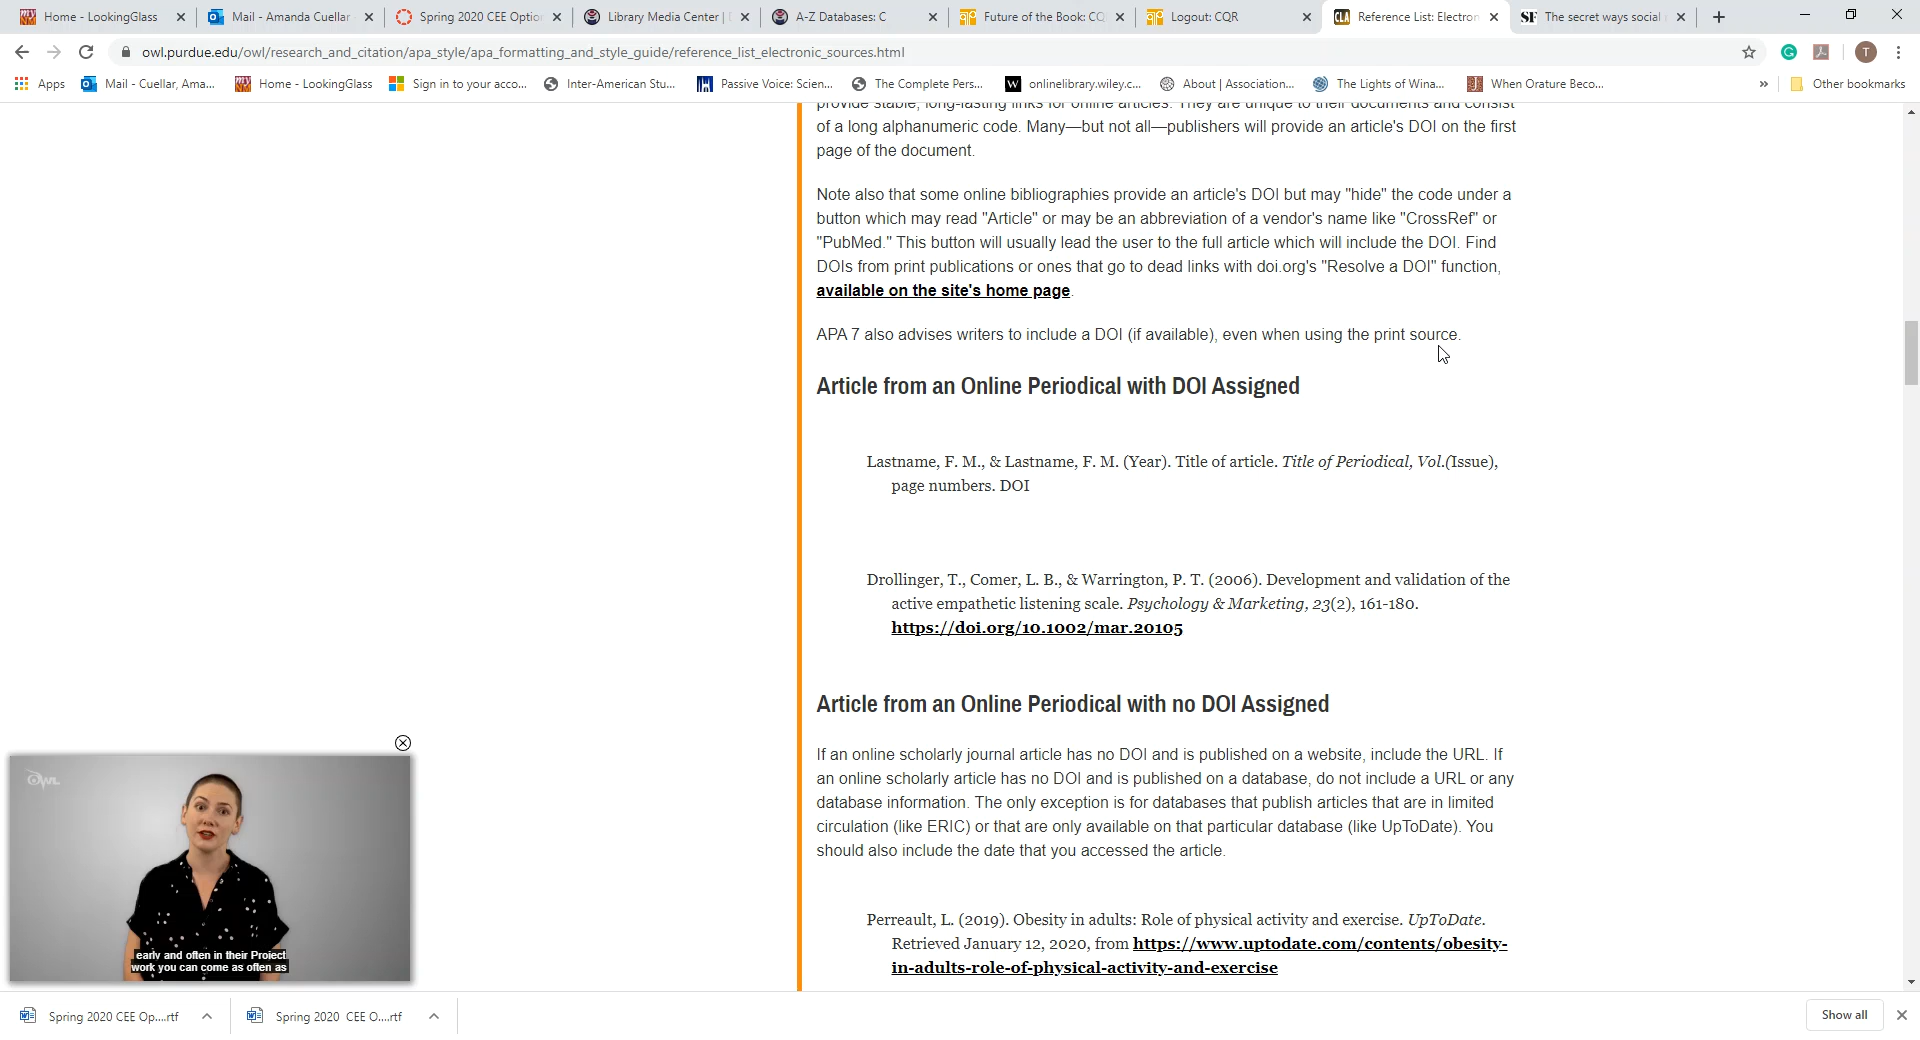 Home - LookingGlass
Mail - Amanda Cuellar
Spring 2020 CEE Option
Library Media Center |
A-Z Databases: C
Future of the Book: CQ
Logout: CQR
Reference List: Electron
The secret ways social
owl.purdue.edu/owl/research_and_citation/apa_style/apa_formatting_and_style_guide/reference_list_electronic_sources.html
T
Apps
Mail - Cuellar, Ama...
Home - LookingGlass
Sign in to your acco...
Inter-American Stu...
Passive Voice: Scien...
The Complete Pers...
onlinelibrary.wiley.c...
About | Association...
The Lights of Wina...
When Orature Beco...
»
Other bookmarks
provide stable, long-lasting links for online articles. They are unique to their documents and consist
of a long alphanumeric code. Many—but not all—publishers will provide an article's DOI on the first
page of the document.
Note also that some online bibliographies provide an article's DOI but may "hide" the code under a
button which may read "Article" or may be an abbreviation of a vendor's name like "CrossRef" or
"PubMed." This button will usually lead the user to the full article which will include the DOI. Find
DOIs from print publications or ones that go to dead links with doi.org's "Resolve a DOI" function,
available on the site's home page.
APA 7 also advises writers to include a DOI (if available), even when using the print source.
Article from an Online Periodical with DOI Assigned
Lastname, F. M., & Lastname, F. M. (Year). Title of article. Title of Periodical, Vol.(Issue),
page numbers. DOI
Drollinger, T., Comer, L. B., & Warrington, P. T. (2006). Development and validation of the
active empathetic listening scale. Psychology & Marketing, 23(2), 161-180.
https://doi.org/10.1002/mar.20105
Article from an Online Periodical with no DOI Assigned
If an online scholarly journal article has no DOI and is published on a website, include the URL. If
an online scholarly article has no DOI and is published on a database, do not include a URL or any
database information. The only exception is for databases that publish articles that are in limited
circulation (like ERIC) or that are only available on that particular database (like UpToDate). You
should also include the date that you accessed the article.
Perreault, L. (2019). Obesity in adults: Role of physical activity and exercise. UpToDate.
Retrieved January 12, 2020, from https://www.uptodate.com/contents/obesity-
in-adults-role-of-physical-activity-and-exercise
OWL
early and often in their Project
work you can come as often as
Spring 2020 CEE Op....rtf
Spring 2020 CEE O....rtf
Show all